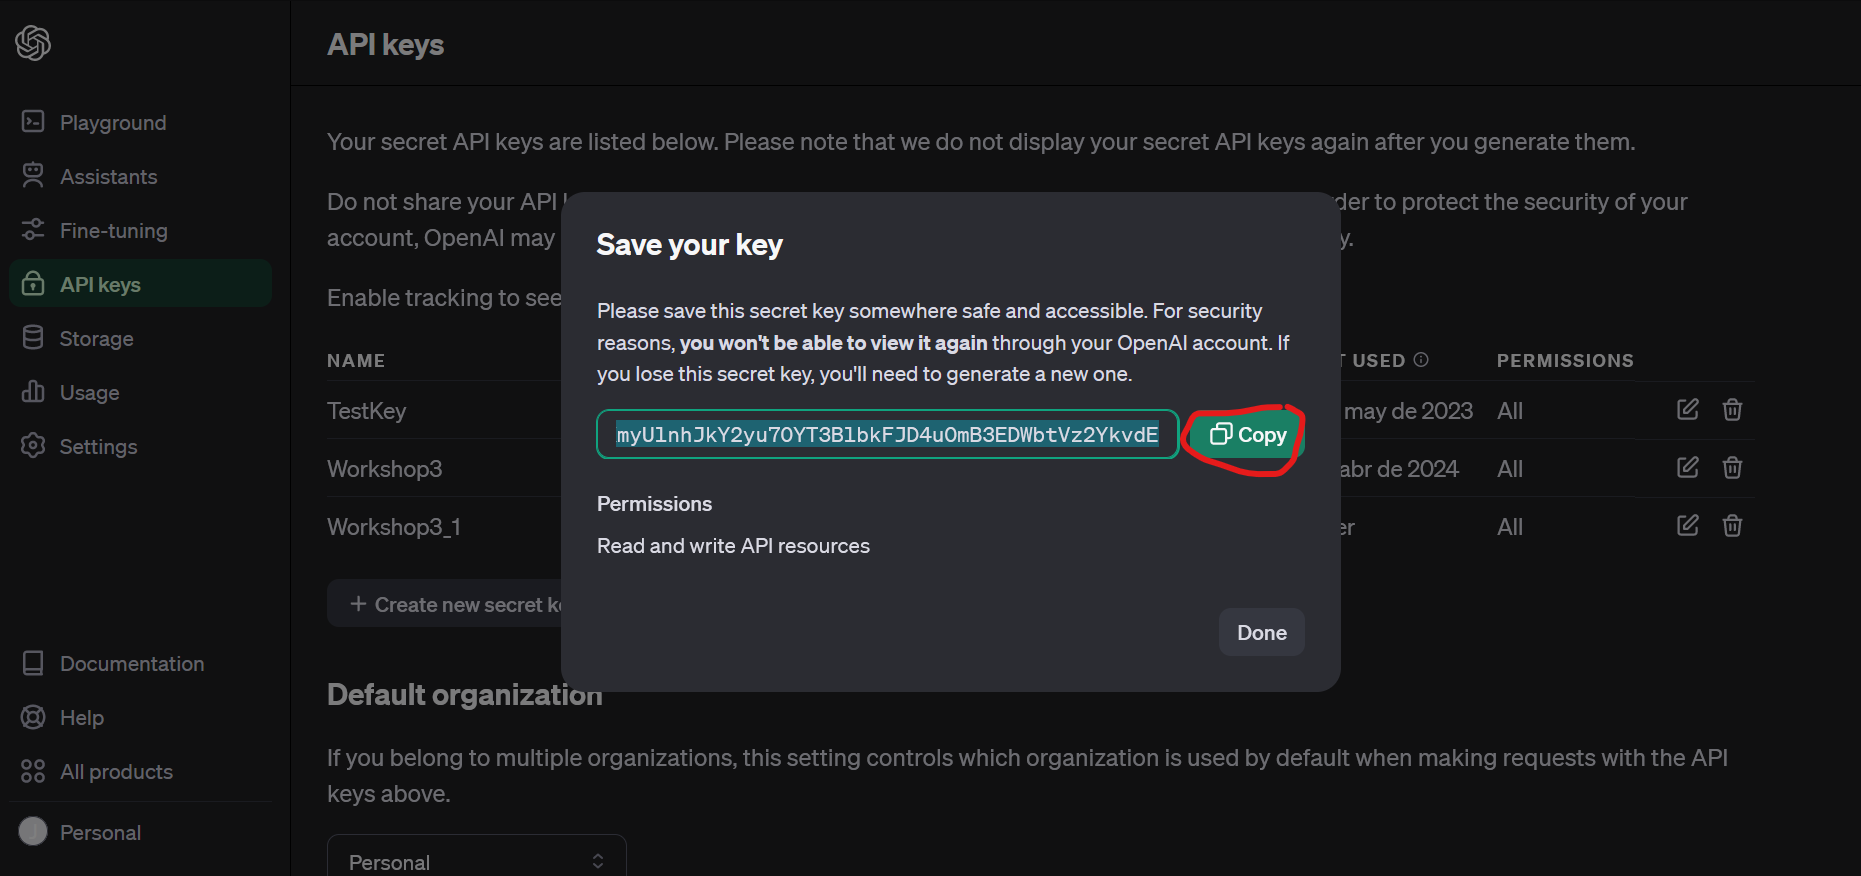 API keys
Playground
Assistants
Fine-tuning
API keys
Storage
Usage
Settings
Documentation
Help
All products
Personal
Your secret API keys are listed below. Please note that we do not display your secret API keys again after you generate them.
Do not share your API
der to protect the security of your
account, OpenAI may
y.
Enable tracking to see
NAME
T USED
PERMISSIONS
TestKey
may de 2023
All
Workshop3
abr de 2024
All
Workshop3_1
er
All
+ Create new secret ke
Save your key
Please save this secret key somewhere safe and accessible. For security
reasons, you won't be able to view it again through your OpenAI account. If
you lose this secret key, you'll need to generate a new one.
myUlnhJkY2yu7OYT3BlbkFJD4uOmB3EDWbtVz2YkvdE
Copy
Permissions
Read and write API resources
Done
Default organization
If you belong to multiple organizations, this setting controls which organization is used by default when making requests with the API
keys above.
Personal